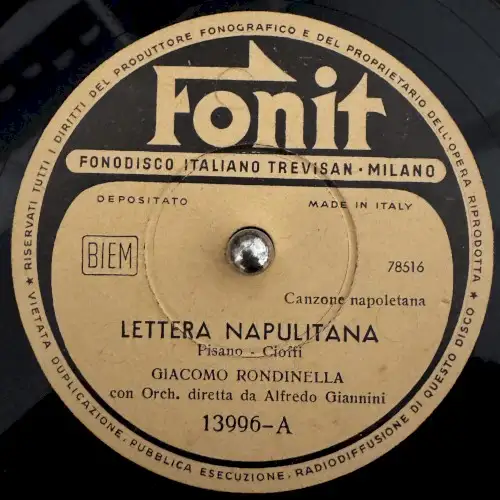 RISERVATI TUTTI I DIRITTI DEL PRODUTTORE FONOGRAFICO E DEL PROPRIETARIO DELL'OPERA RIPRODOTTA ★
Fonit
FONODISCO ITALIANO TREVISAN · MILANO
DEPOSITATO
MADE IN ITALY
BIEM
78516
Canzone napoletana
LETTERA NAPULITANA
Pisano - Cioffi
GIACOMO RONDINELLA
con Orch. diretta da Alfredo Giannini
13996-A
VIETATA DUPLICAZIONE, PUBBLICA ESECUZIONE, RADIODIFFUSIONE DI QUESTO DISCO ★